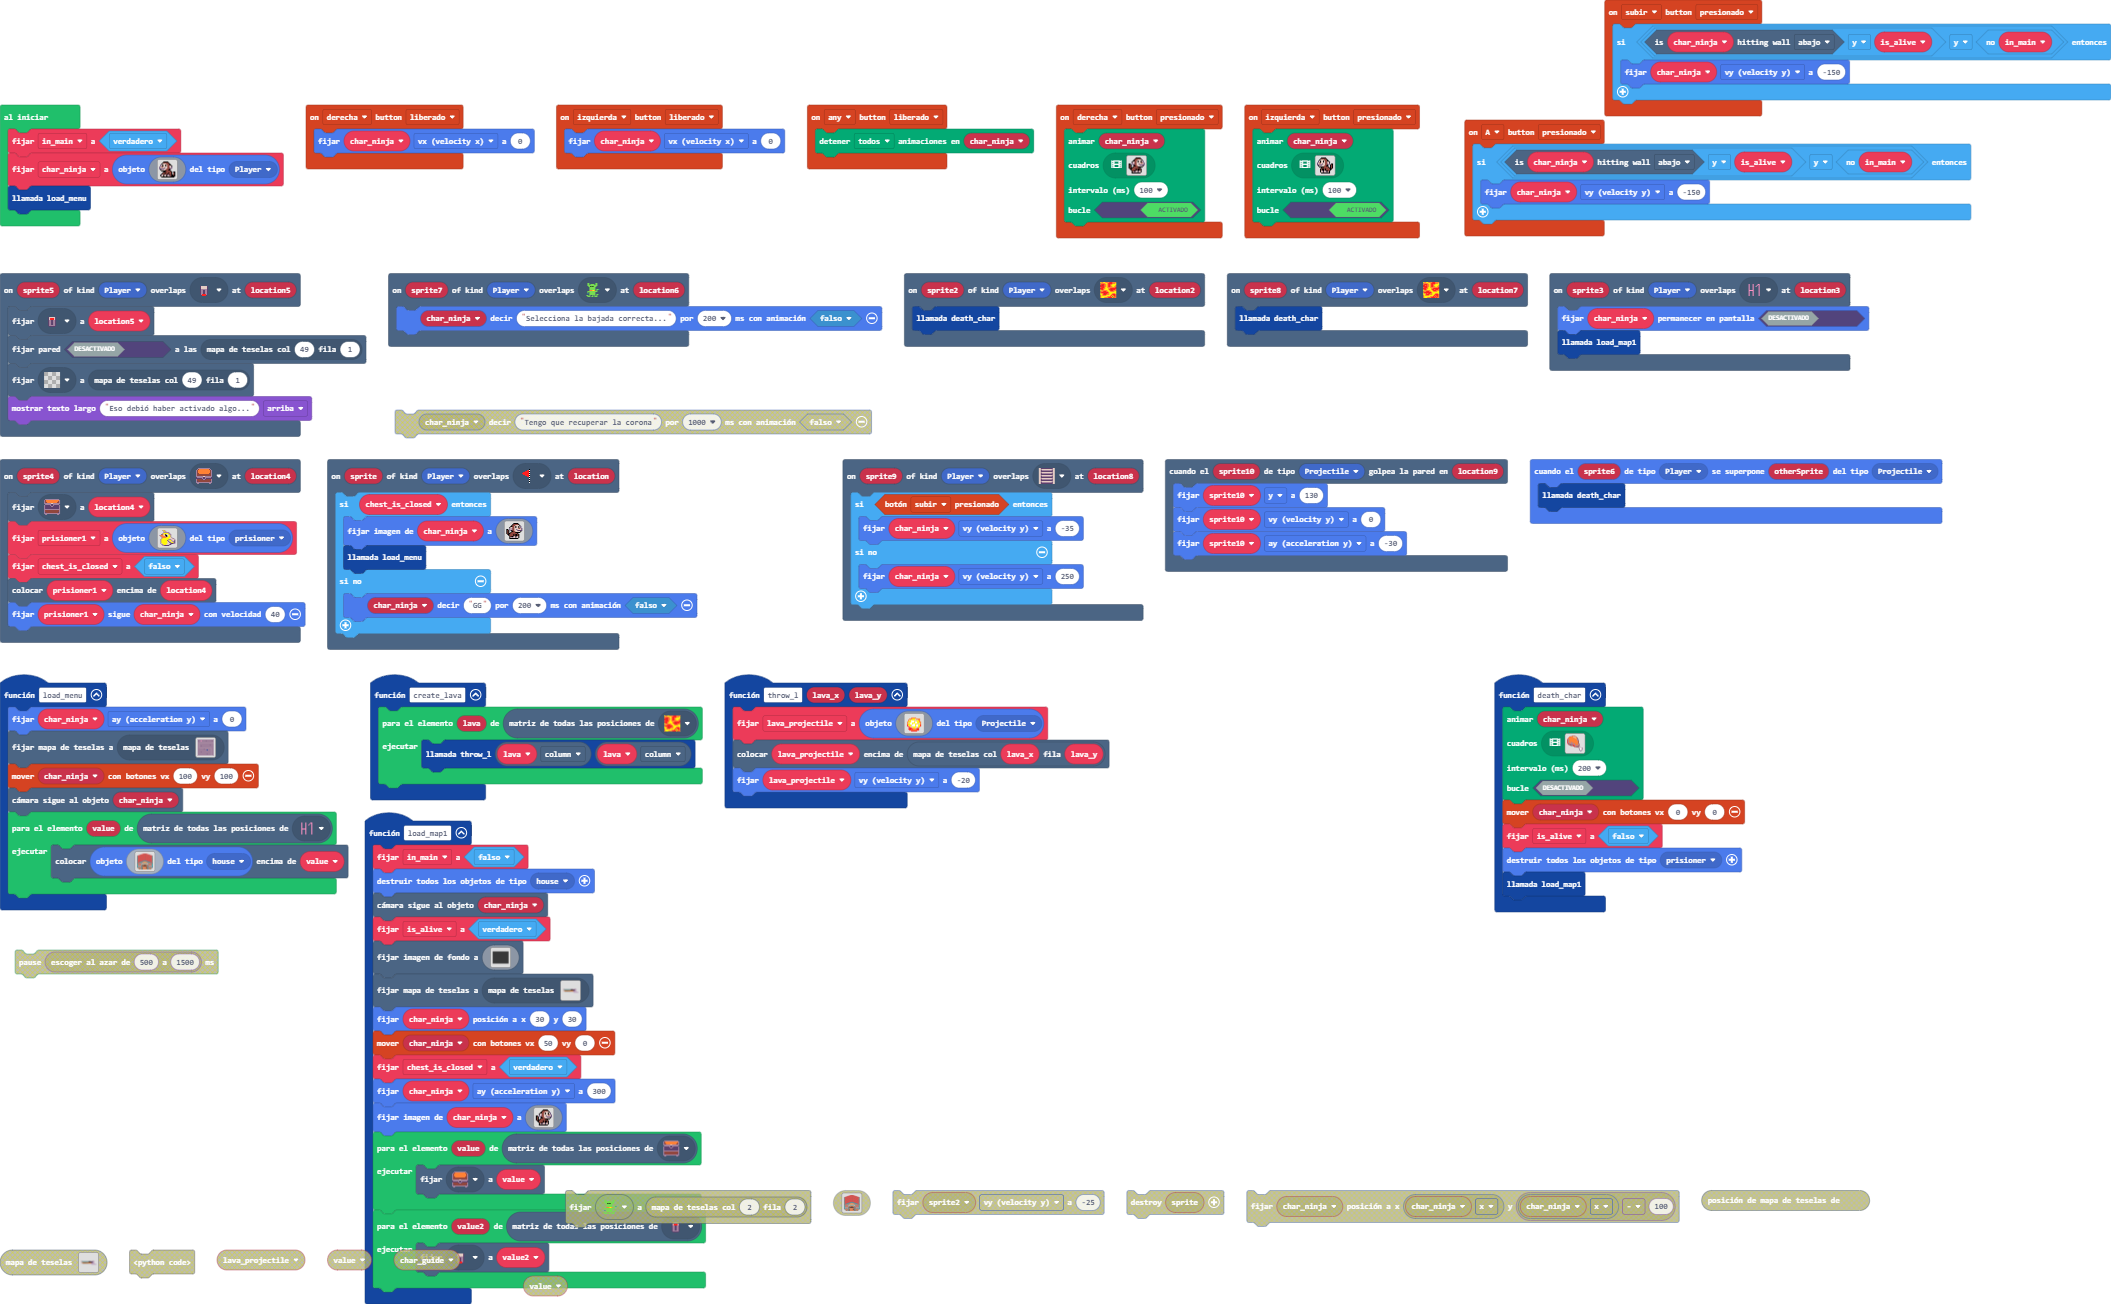 on subir button presionado
si is char_ninja hitting wall abajo y is_alive y no in_main entonces
fijar char_ninja vy (velocity y) a -150
al iniciar
fijar in_main a verdadero
fijar char_ninja a objeto del tipo Player
llamada load_menu
on derecha button liberado
fijar char_ninja vx (velocity x) a 0
on izquierda button liberado
fijar char_ninja vx (velocity x) a 0
on any button liberado
detener todos animaciones en char_ninja
on derecha button presionado
animar char_ninja
cuadros
intervalo (ms) 100
bucle ACTIVADO
on izquierda button presionado
animar char_ninja
cuadros
intervalo (ms) 100
bucle ACTIVADO
on A button presionado
si is char_ninja hitting wall abajo y is_alive y no in_main entonces
fijar char_ninja vy (velocity y) a -150
on sprite5 of kind Player overlaps at location5
fijar a location5
fijar pared DESACTIVADO a las mapa de teselas col 49 fila 1
fijar a mapa de teselas col 49 fila 1
mostrar texto largo "Eso debió haber activado algo..." arriba
on sprite7 of kind Player overlaps at location6
char_ninja decir "Selecciona la bajada correcta..." por 200 ms con animación falso
on sprite2 of kind Player overlaps at location2
llamada death_char
on sprite8 of kind Player overlaps at location7
llamada death_char
on sprite3 of kind Player overlaps at location3
fijar char_ninja permanecer en pantalla DESACTIVADO
llamada load_map1
char_ninja decir "Tengo que recuperar la corona" por 1000 ms con animación falso
on sprite4 of kind Player overlaps at location4
fijar a location4
fijar prisioner1 a objeto del tipo prisioner
fijar chest_is_closed a falso
colocar prisioner1 encima de location4
fijar prisioner1 sigue char_ninja con velocidad 40
on sprite of kind Player overlaps at location
si chest_is_closed entonces
fijar imagen de char_ninja a
llamada load_menu
si no
char_ninja decir "GG" por 200 ms con animación falso
on sprite9 of kind Player overlaps at location8
si botón subir presionado entonces
fijar char_ninja vy (velocity y) a -35
si no
fijar char_ninja vy (velocity y) a 250
cuando el sprite10 de tipo Projectile golpea la pared en location9
fijar sprite10 y a 130
fijar sprite10 vy (velocity y) a 0
fijar sprite10 ay (acceleration y) a -30
cuando el sprite6 de tipo Player se superpone otherSprite del tipo Projectile
llamada death_char
función load_menu
fijar char_ninja ay (acceleration y) a 0
fijar mapa de teselas a mapa de teselas
mover char_ninja con botones vx 100 vy 100
cámara sigue al objeto char_ninja
para el elemento value de matriz de todas las posiciones de
ejecutar colocar objeto del tipo house encima de value
función create_lava
para el elemento lava de matriz de todas las posiciones de
ejecutar llamada throw_l lava column lava column
función throw_l lava_x lava_y
fijar lava_projectile a objeto del tipo Projectile
colocar lava_projectile encima de mapa de teselas col lava_x fila lava_y
fijar lava_projectile vy (velocity y) a -20
función death_char
animar char_ninja
cuadros
intervalo (ms) 200
bucle DESACTIVADO
mover char_ninja con botones vx 0 vy 0
fijar is_alive a falso
destruir todos los objetos de tipo prisioner
llamada load_map1
función load_map1
fijar in_main a falso
destruir todos los objetos de tipo house
cámara sigue al objeto char_ninja
fijar is_alive a verdadero
fijar imagen de fondo a
fijar mapa de teselas a mapa de teselas
fijar char_ninja posición a x 30 y 30
mover char_ninja con botones vx 50 vy 0
fijar chest_is_closed a verdadero
fijar char_ninja ay (acceleration y) a 300
fijar imagen de char_ninja a
para el elemento value de matriz de todas las posiciones de
ejecutar fijar a value
para el elemento value2 de matriz de todas las posiciones de
ejecutar a value2
pause escoger al azar de 500 a 1500 ms
fijar a mapa de teselas col 2 fila 2
fijar sprite2 vy (velocity y) a -25
destroy sprite
fijar char_ninja posición a x char_ninja x y char_ninja x - 100
posición de mapa de teselas de
mapa de teselas
<python code>
lava_projectile
value
char_guide
value